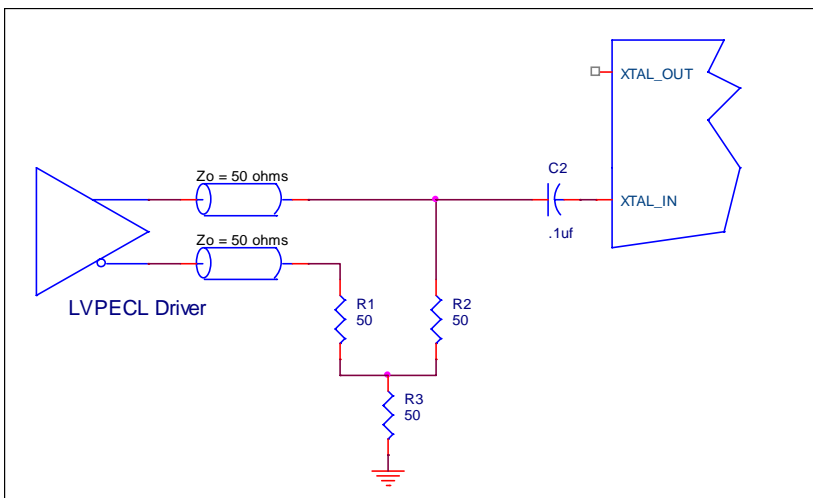 XTAL_OUT
Zo = 50 ohms
C2
XTAL_IN
.1uf
Zo = 50 ohms
LVPECL Driver
R1
50
R2
50
R3
50